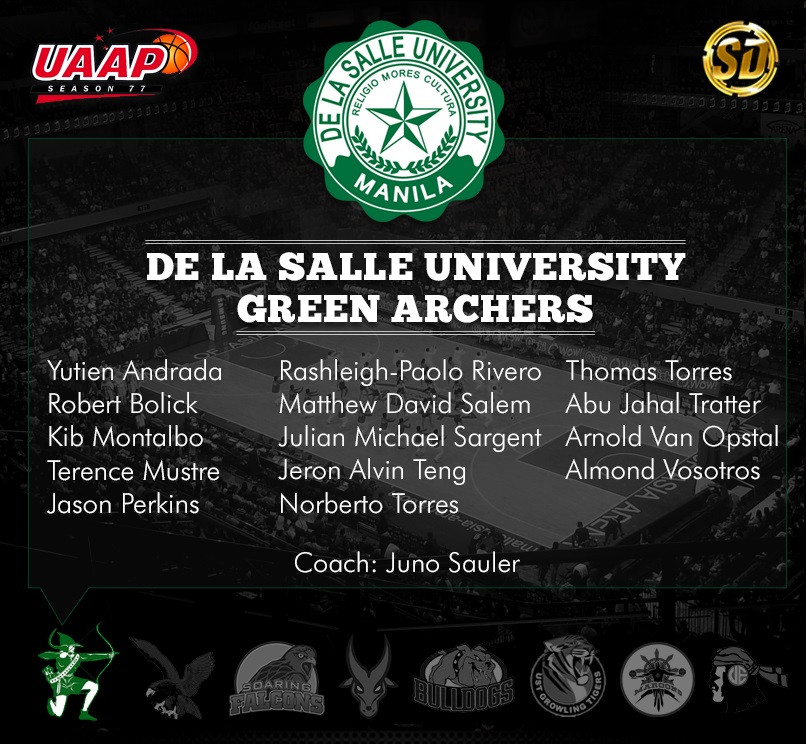 UAAP
SEASON 77
SD
DE LA SALLE UNIVERSITY
RELIGIO MORES CULTURA
MANILA
DE LA SALLE UNIVERSITY
GREEN ARCHERS
Yutien Andrada
Robert Bolick
Kib Montalbo
Terence Mustre
Jason Perkins
Rashleigh-Paolo Rivero
Matthew David Salem
Julian Michael Sargent
Jeron Alvin Teng
Norberto Torres
Thomas Torres
Abu Jahal Tratter
Arnold Van Opstal
Almond Vosotros
Coach: Juno Sauler
SOARING
FALCONS
BULLDOGS
UST GROWLING TIGERS
MAROONS